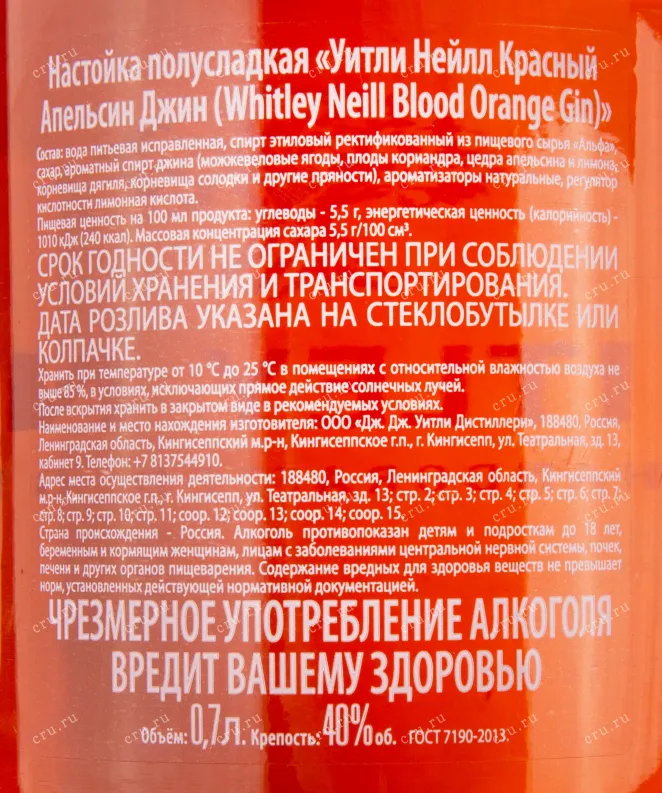 Настойка полусладкая «Уитли Нейлл Красный
Апельсин Джин (Whitley Neill Blood Orange Gin)»
Состав: вода питьевая исправленная, спирт этиловый ректификованный из пищевого сырья «Альфа»,
сахар, ароматный спирт джина (можжевеловые ягоды, плоды кориандра, цедра апельсина и лимона,
корневища дягиля, корневища солодки и другие пряности), ароматизаторы натуральные, регулятор
кислотности лимонная кислота.
Пищевая ценность на 100 мл продукта: углеводы - 5,5 г, энергетическая ценность (калорийность) -
1010 кДж (240 ккал). Массовая концентрация сахара 5,5 г/100 см³.
СРОК ГОДНОСТИ НЕ ОГРАНИЧЕН ПРИ СОБЛЮДЕНИИ
УСЛОВИЙ ХРАНЕНИЯ И ТРАНСПОРТИРОВАНИЯ.
ДАТА РОЗЛИВА УКАЗАНА НА СТЕКЛОБУТЫЛКЕ ИЛИ
КОЛПАЧКЕ.
Хранить при температуре от 10 °С до 25 °С в помещениях с относительной влажностью воздуха не
выше 85 %, в условиях, исключающих прямое действие солнечных лучей.
После вскрытия хранить в закрытом виде в рекомендуемых условиях.
Наименование и место нахождения изготовителя: ООО «Дж. Дж. Уитли Дистиллери», 188480, Россия,
Ленинградская область, Кингисеппский м.р-н, Кингисеппское г.п., г. Кингисепп, ул. Театральная, зд. 13,
кабинет 9. Телефон: +7 8137544910.
Адрес места осуществления деятельности: 188480, Россия, Ленинградская область, Кингисеппский
м.р-н, Кингисеппское г.п., г. Кингисепп, ул. Театральная, зд. 13; стр. 2; стр. 3; стр. 4; стр. 5; стр. 6; стр. 7;
стр. 8; стр. 9; стр. 10; стр. 11; соор. 12; соор. 13; соор. 14; соор. 15.
Страна происхождения - Россия. Алкоголь противопоказан детям и подросткам до 18 лет,
беременным и кормящим женщинам, лицам с заболеваниями центральной нервной системы, почек,
печени и других органов пищеварения. Содержание вредных для здоровья веществ не превышает
норм, установленных действующей нормативной документацией.
ЧРЕЗМЕРНОЕ УПОТРЕБЛЕНИЕ АЛКОГОЛЯ
ВРЕДИТ ВАШЕМУ ЗДОРОВЬЮ
Объём: 0,7 л. Крепость: 40% об. ГОСТ 7190-2013.
cru.ru